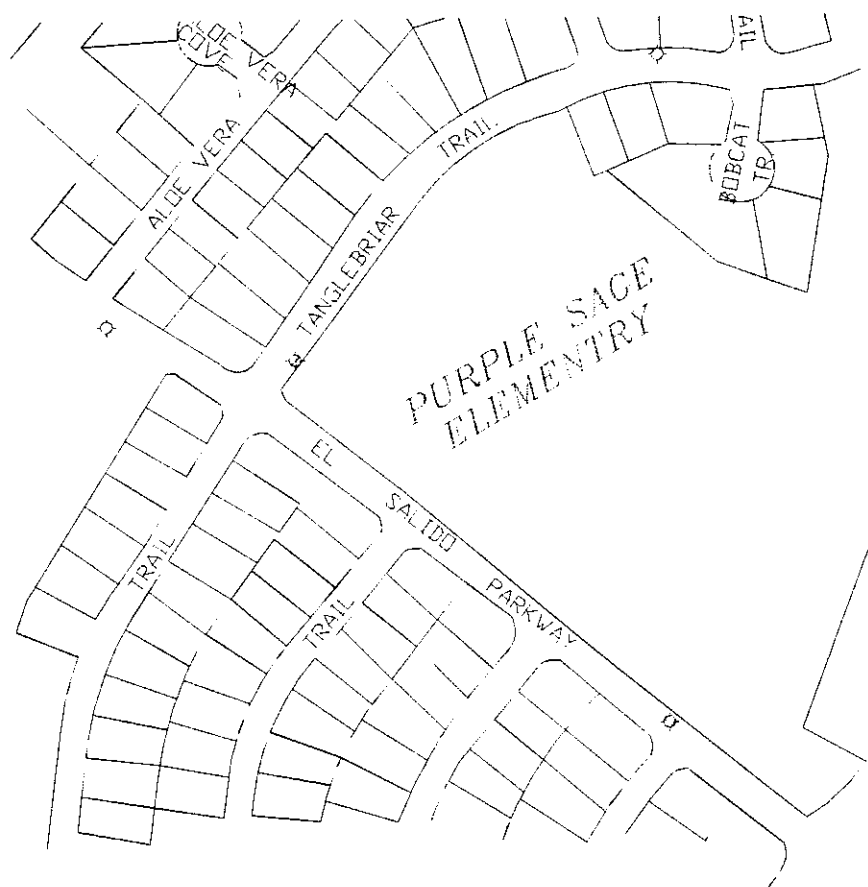 ALOE VERA
COVE
AIL
ALOE VERA
TRAIL
BOBCAT
TR
TANGLEBRIAR
PURPLE SAGE
ELEMENTRY
EL
SALIDO
PARKWAY
TRAIL
TRAIL